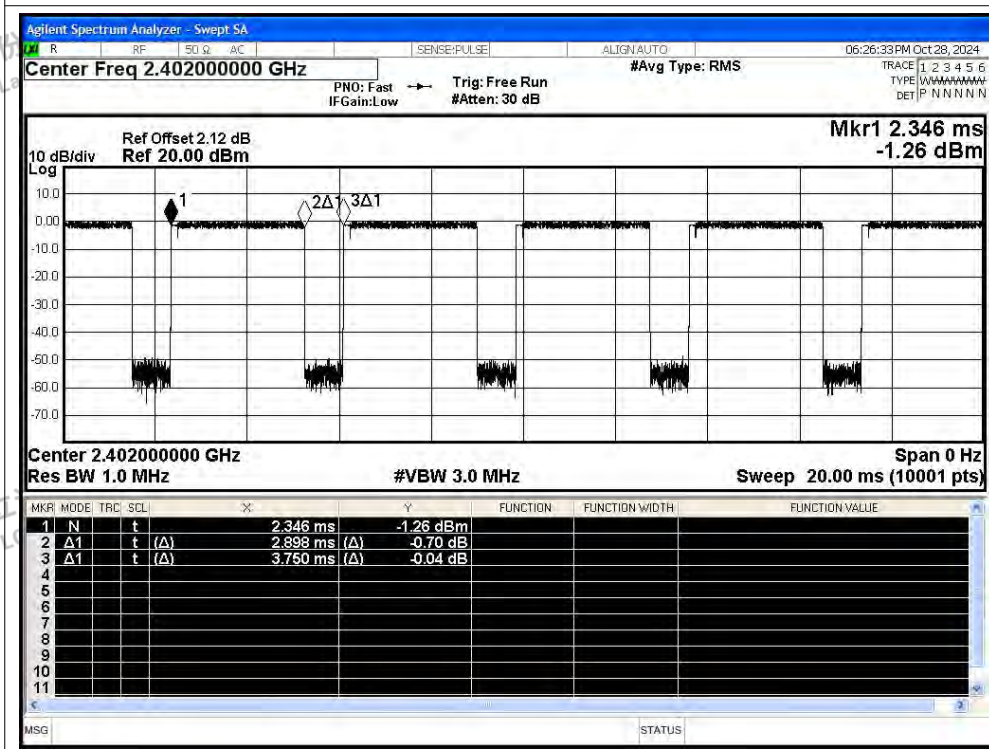 Agilent Spectrum Analyzer - Swept SA
LXI R RF 50 Ω AC SENSE:PULSE ALIGN AUTO 06:26:33 PM Oct 28, 2024
Center Freq 2.402000000 GHz #Avg Type: RMS TRACE 1 2 3 4 5 6
PNO: Fast Trig: Free Run TYPE WWWWWW
IFGain:Low #Atten: 30 dB DET P N N N N N
Mkr1 2.346 ms
-1.26 dBm
Ref Offset 2.12 dB
10 dB/div Ref 20.00 dBm
Log
1 2Δ1 3Δ1
10.0
0.00
-10.0
-20.0
-30.0
-40.0
-50.0
-60.0
-70.0
Center 2.402000000 GHz Span 0 Hz
Res BW 1.0 MHz #VBW 3.0 MHz Sweep 20.00 ms (10001 pts)
MKR MODE TRC SCL X Y FUNCTION FUNCTION WIDTH FUNCTION VALUE
1 N t 2.346 ms -1.26 dBm
2 Δ1 t (Δ) 2.898 ms (Δ) -0.70 dB
3 Δ1 t (Δ) 3.750 ms (Δ) -0.04 dB
4
5
6
7
8
9
10
11
MSG STATUS